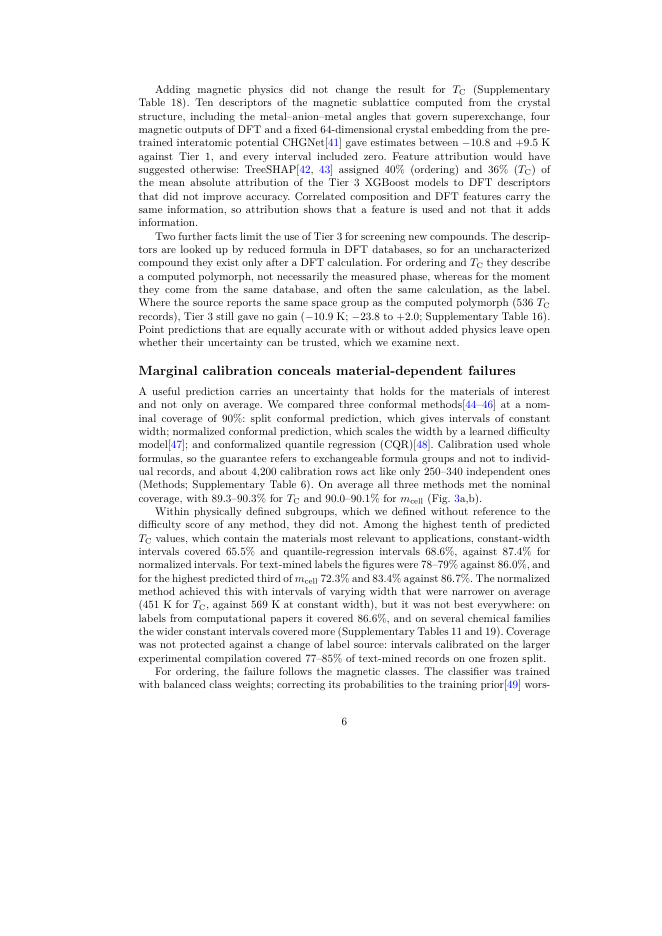 Adding magnetic physics did not change the result for TC (Supplementary
Table 18). Ten descriptors of the magnetic sublattice computed from the crystal
structure, including the metal–anion–metal angles that govern superexchange, four
magnetic outputs of DFT and a fixed 64-dimensional crystal embedding from the pre-
trained interatomic potential CHGNet[41] gave estimates between −10.8 and +9.5 K
against Tier 1, and every interval included zero. Feature attribution would have
suggested otherwise: TreeSHAP[42, 43] assigned 40% (ordering) and 36% (TC) of
the mean absolute attribution of the Tier 3 XGBoost models to DFT descriptors
that did not improve accuracy. Correlated composition and DFT features carry the
same information, so attribution shows that a feature is used and not that it adds
information.
Two further facts limit the use of Tier 3 for screening new compounds. The descrip-
tors are looked up by reduced formula in DFT databases, so for an uncharacterized
compound they exist only after a DFT calculation. For ordering and TC they describe
a computed polymorph, not necessarily the measured phase, whereas for the moment
they come from the same database, and often the same calculation, as the label.
Where the source reports the same space group as the computed polymorph (536 TC
records), Tier 3 still gave no gain (−10.9 K; −23.8 to +2.0; Supplementary Table 16).
Point predictions that are equally accurate with or without added physics leave open
whether their uncertainty can be trusted, which we examine next.
Marginal calibration conceals material-dependent failures
A useful prediction carries an uncertainty that holds for the materials of interest
and not only on average. We compared three conformal methods[44–46] at a nom-
inal coverage of 90%: split conformal prediction, which gives intervals of constant
width; normalized conformal prediction, which scales the width by a learned difficulty
model[47]; and conformalized quantile regression (CQR)[48]. Calibration used whole
formulas, so the guarantee refers to exchangeable formula groups and not to individ-
ual records, and about 4,200 calibration rows act like only 250–340 independent ones
(Methods; Supplementary Table 6). On average all three methods met the nominal
coverage, with 89.3–90.3% for TC and 90.0–90.1% for mcell (Fig. 3a,b).
Within physically defined subgroups, which we defined without reference to the
difficulty score of any method, they did not. Among the highest tenth of predicted
TC values, which contain the materials most relevant to applications, constant-width
intervals covered 65.5% and quantile-regression intervals 68.6%, against 87.4% for
normalized intervals. For text-mined labels the figures were 78–79% against 86.0%, and
for the highest predicted third of mcell 72.3% and 83.4% against 86.7%. The normalized
method achieved this with intervals of varying width that were narrower on average
(451 K for TC, against 569 K at constant width), but it was not best everywhere: on
labels from computational papers it covered 86.6%, and on several chemical families
the wider constant intervals covered more (Supplementary Tables 11 and 19). Coverage
was not protected against a change of label source: intervals calibrated on the larger
experimental compilation covered 77–85% of text-mined records on one frozen split.
For ordering, the failure follows the magnetic classes. The classifier was trained
with balanced class weights; correcting its probabilities to the training prior[49] wors-
6